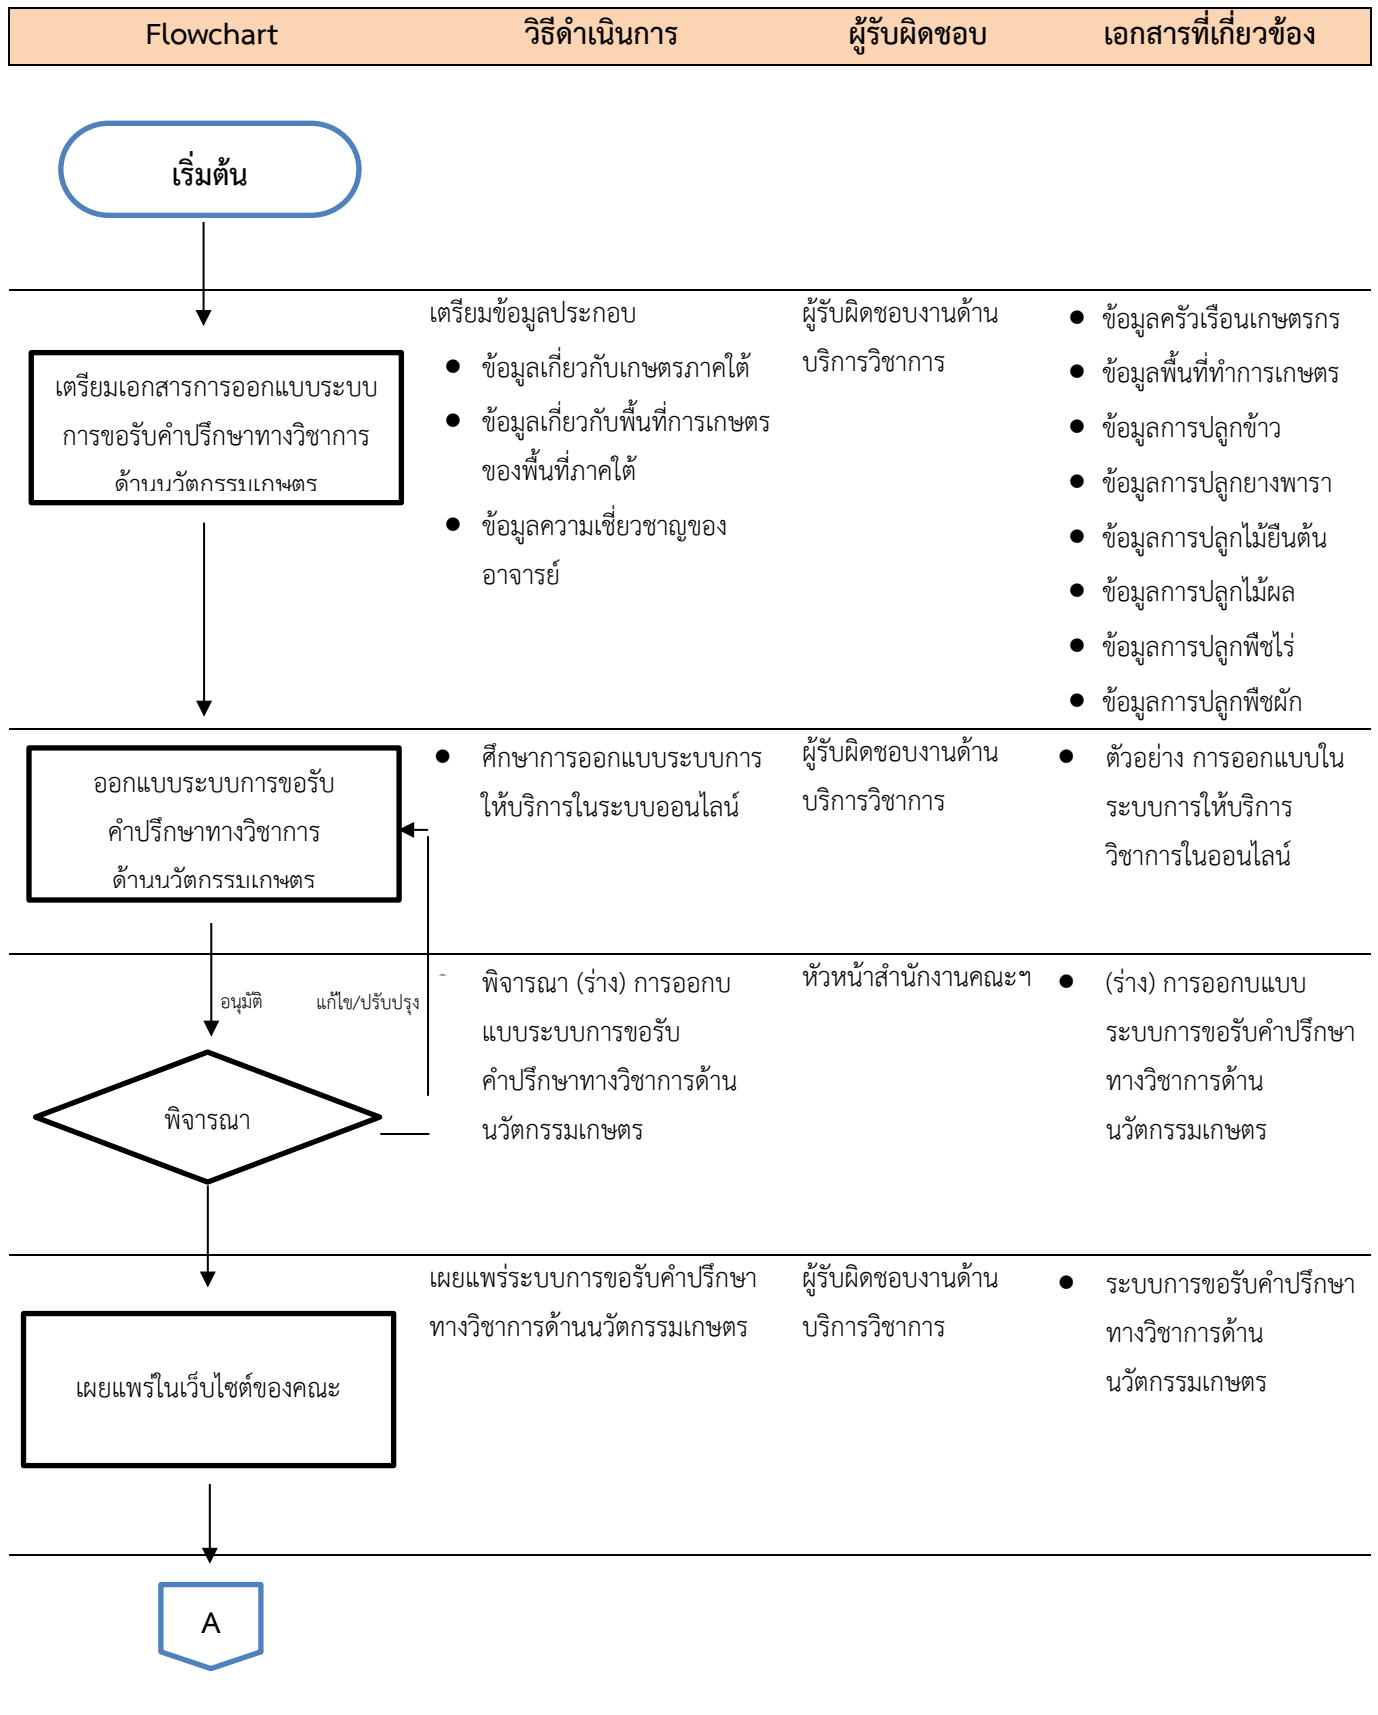 Flowchart วิธีดำเนินการ ผู้รับผิดชอบ เอกสารที่เกี่ยวข้อง
เริ่มต้น
เตรียมเอกสารการออกแบบระบบ
การขอรับคำปรึกษาทางวิชาการ
ด้านนวัตกรรมเกษตร
เตรียมข้อมูลประกอบ
● ข้อมูลเกี่ยวกับเกษตรภาคใต้
● ข้อมูลเกี่ยวกับพื้นที่การเกษตร
ของพื้นที่ภาคใต้
● ข้อมูลความเชี่ยวชาญของ
อาจารย์
ผู้รับผิดชอบงานด้าน
บริการวิชาการ
● ข้อมูลครัวเรือนเกษตรกร
● ข้อมูลพื้นที่ทำการเกษตร
● ข้อมูลการปลูกข้าว
● ข้อมูลการปลูกยางพารา
● ข้อมูลการปลูกไม้ยืนต้น
● ข้อมูลการปลูกไม้ผล
● ข้อมูลการปลูกพืชไร่
● ข้อมูลการปลูกพืชผัก
ออกแบบระบบการขอรับ
คำปรึกษาทางวิชาการ
ด้านนวัตกรรมเกษตร
● ศึกษาการออกแบบระบบการ
ให้บริการในระบบออนไลน์
ผู้รับผิดชอบงานด้าน
บริการวิชาการ
● ตัวอย่าง การออกแบบใน
ระบบการให้บริการ
วิชาการในออนไลน์
อนุมัติ แก้ไข/ปรับปรุง
พิจารณา
พิจารณา (ร่าง) การออกบ
แบบระบบการขอรับ
คำปรึกษาทางวิชาการด้าน
นวัตกรรมเกษตร
หัวหน้าสำนักงานคณะฯ
● (ร่าง) การออกบแบบ
ระบบการขอรับคำปรึกษา
ทางวิชาการด้าน
นวัตกรรมเกษตร
เผยแพร่ในเว็บไซต์ของคณะ
เผยแพร่ระบบการขอรับคำปรึกษา
ทางวิชาการด้านนวัตกรรมเกษตร
ผู้รับผิดชอบงานด้าน
บริการวิชาการ
● ระบบการขอรับคำปรึกษา
ทางวิชาการด้าน
นวัตกรรมเกษตร
A